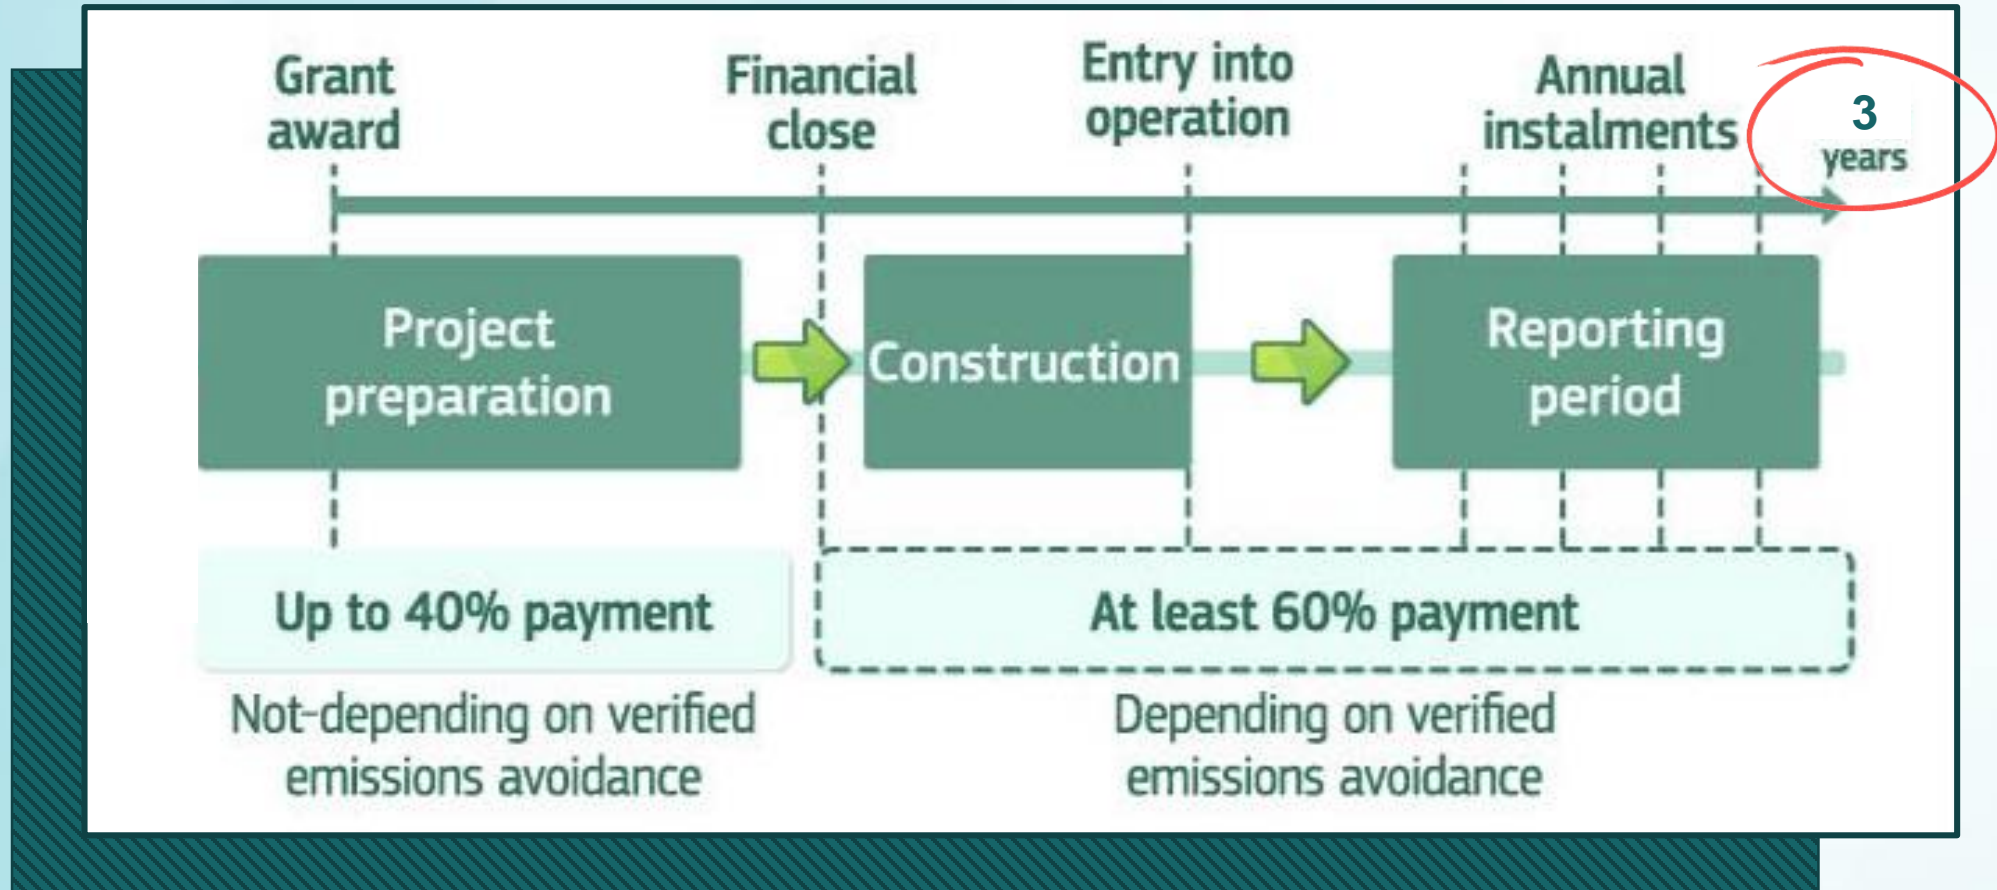 Grant
award
Financial
close
Entry into
operation
Annual
instalments
3
years
Project
preparation
Construction
Reporting
period
Up to 40% payment
At least 60% payment
Not-depending on verified
emissions avoidance
Depending on verified
emissions avoidance